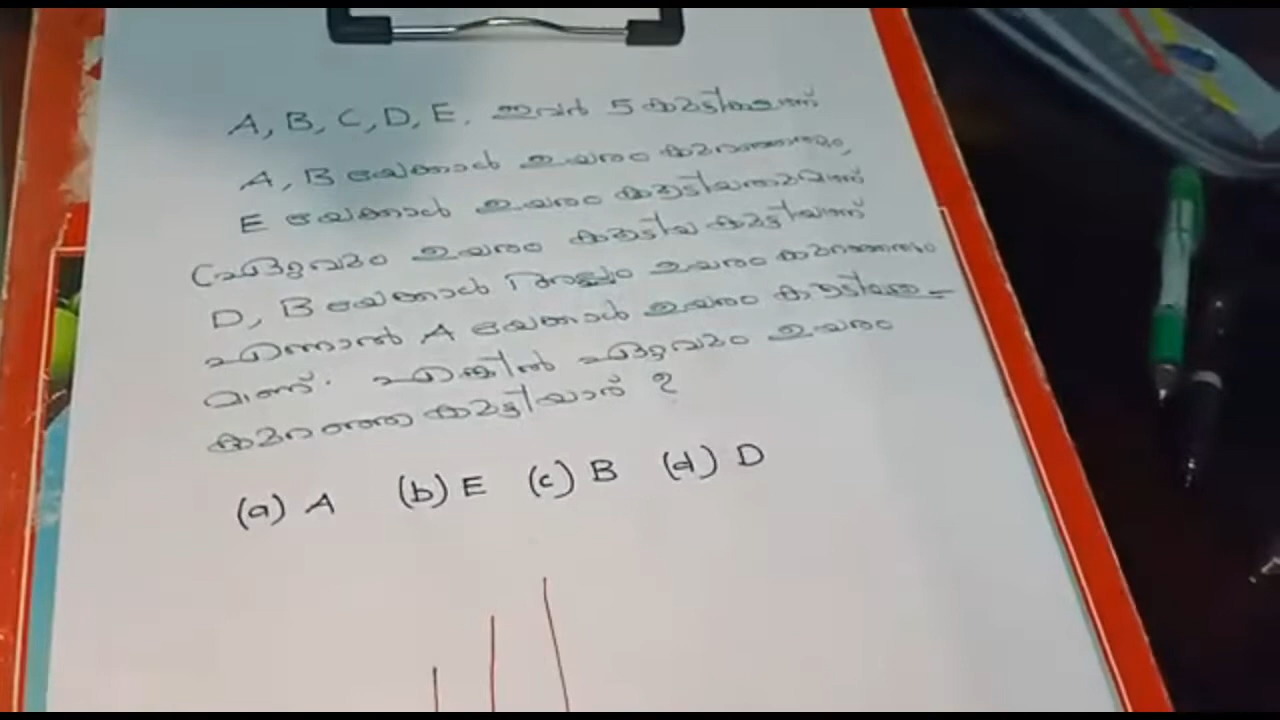 A, B, C, D, E. ഇവർ 5 കുട്ടികളാണ്
A, B യേക്കാൾ ഉയരം കുറഞ്ഞതും,
E യേക്കാൾ ഉയരം കൂടിയതുമാണ്
C ഏറ്റവും ഉയരം കൂടിയ കുട്ടിയാണ്
D, B യേക്കാൾ അല്പം ഉയരം കുറഞ്ഞതും
എന്നാൽ A യേക്കാൾ ഉയരം കൂടിയത‌‌-
‌‌‌‌‌‌‌‌‌വാണ്. എങ്കിൽ ഏറ്റവും ഉയരം
കുറഞ്ഞ കുട്ടിയാര് ?
(a) A (b) E (c) B (d) D